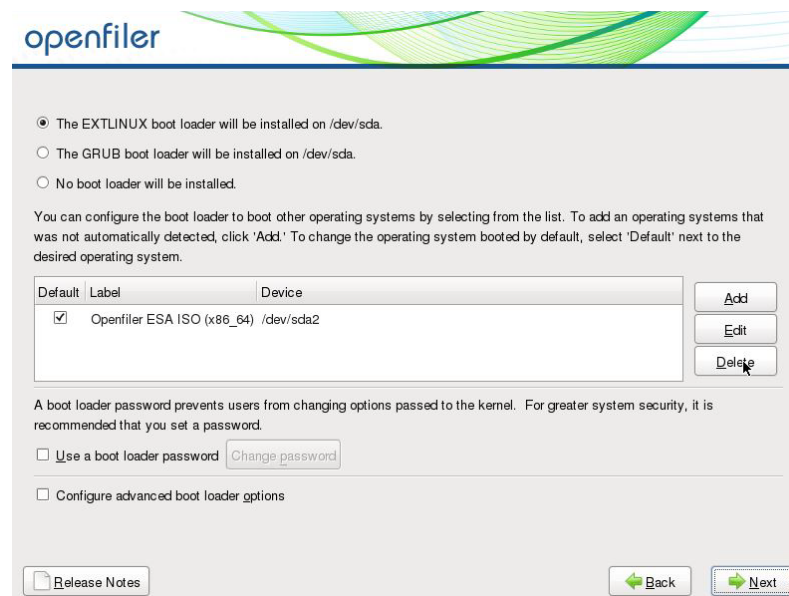 openfiler
The EXTLINUX boot loader will be installed on /dev/sda.
The GRUB boot loader will be installed on /dev/sda.
No boot loader will be installed.
You can configure the boot loader to boot other operating systems by selecting from the list. To add an operating systems that
was not automatically detected, click 'Add.' To change the operating system booted by default, select 'Default' next to the
desired operating system.
Default Label Device
Openfiler ESA ISO (x86_64) /dev/sda2
Add
Edit
Delete
A boot loader password prevents users from changing options passed to the kernel. For greater system security, it is
recommended that you set a password.
Use a boot loader password Change password
Configure advanced boot loader options
Release Notes Back Next